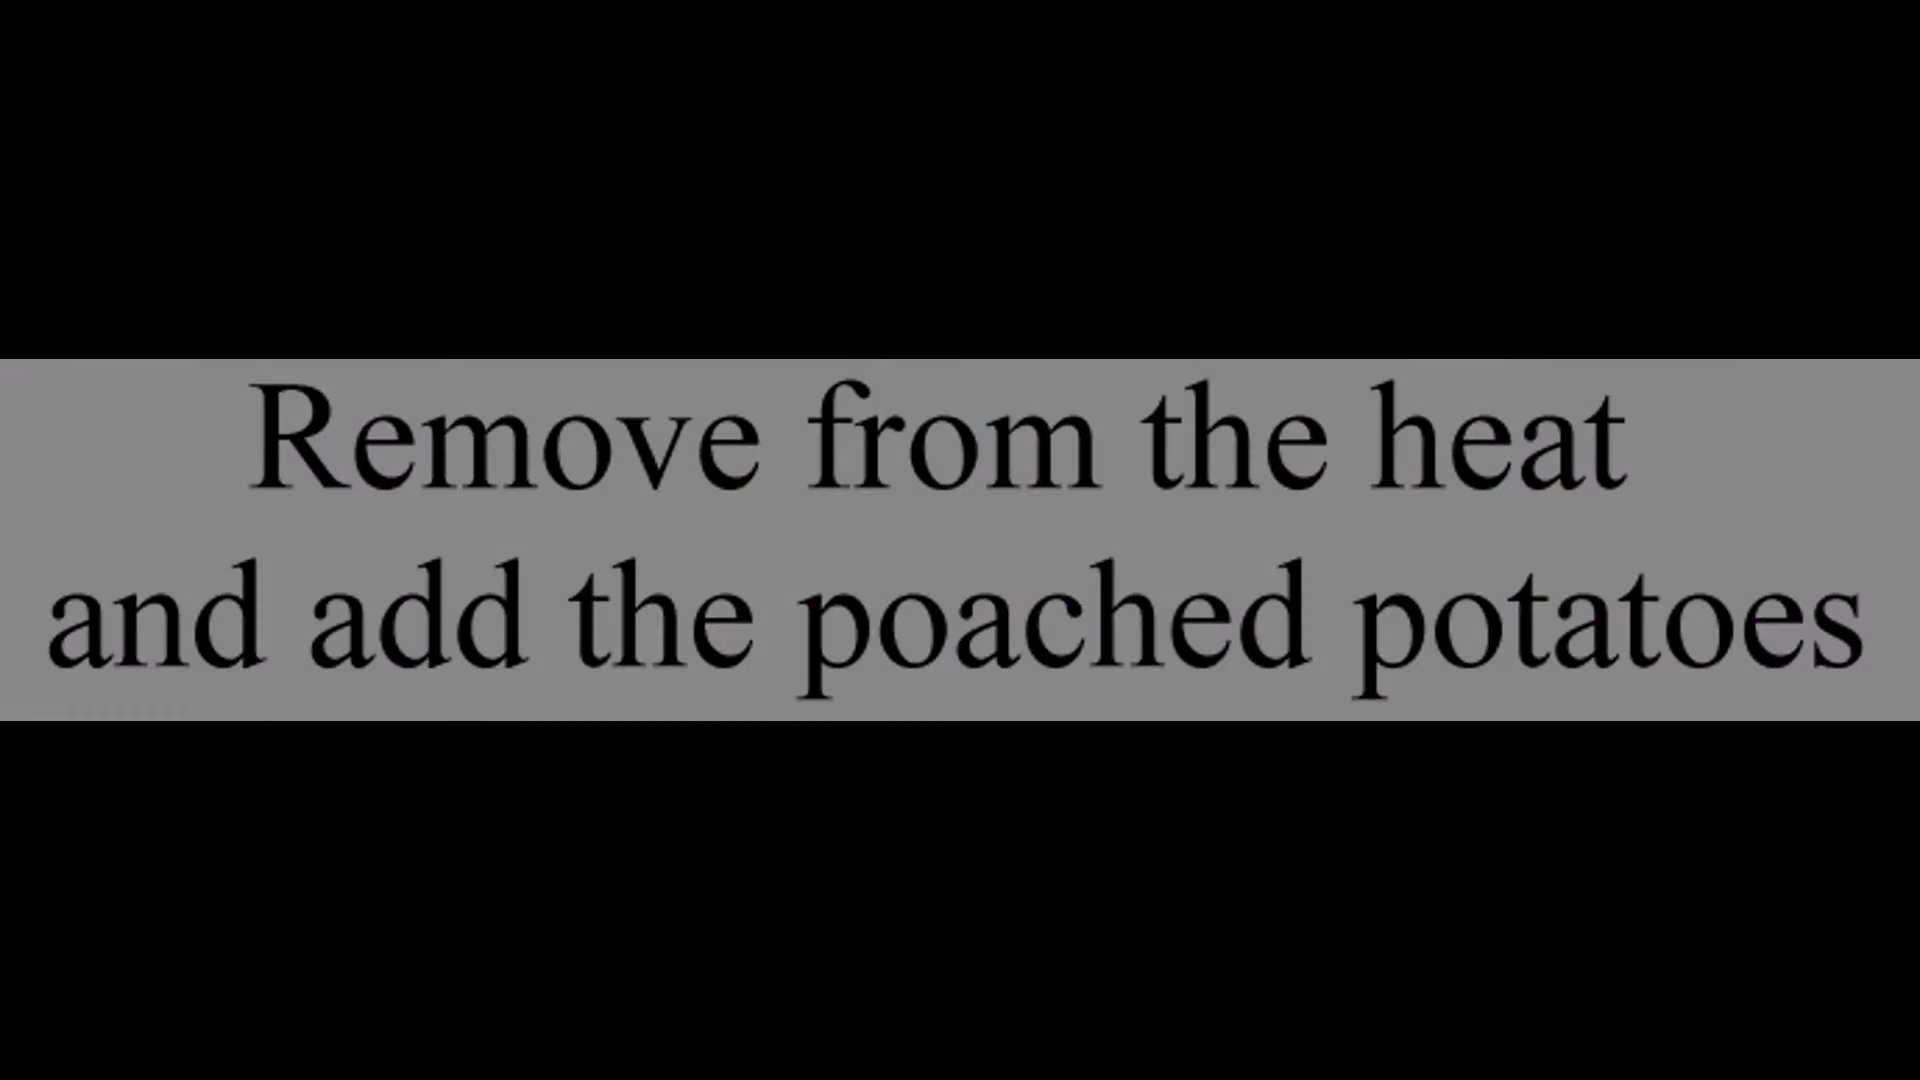 Remove from the heat
and add the poached potatoes